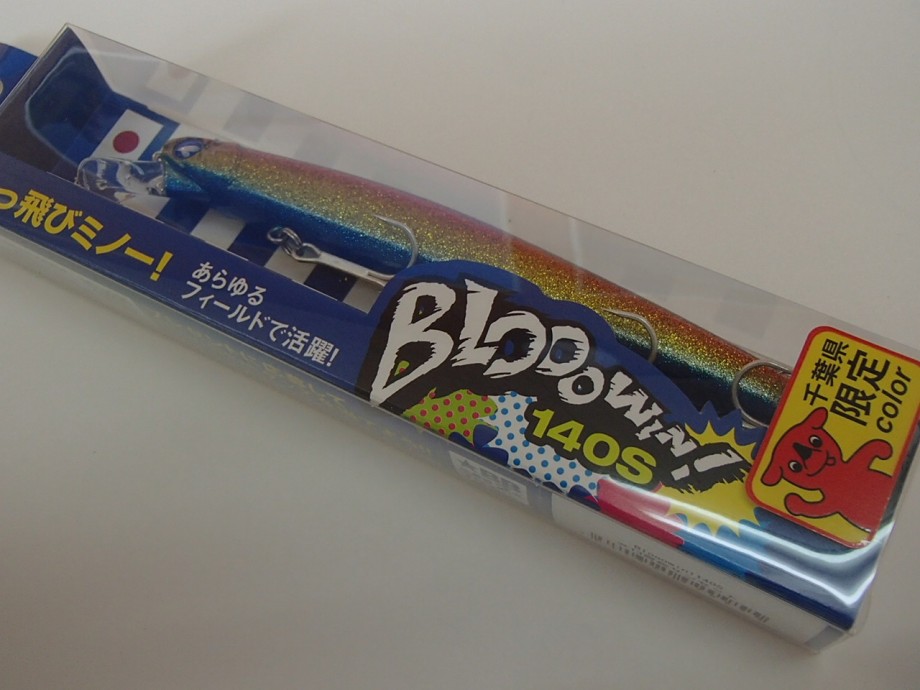 っ飛びミノー!
あらゆる
フィールドで活躍!
BLOOOWIN!
140S
千葉県
限定
color